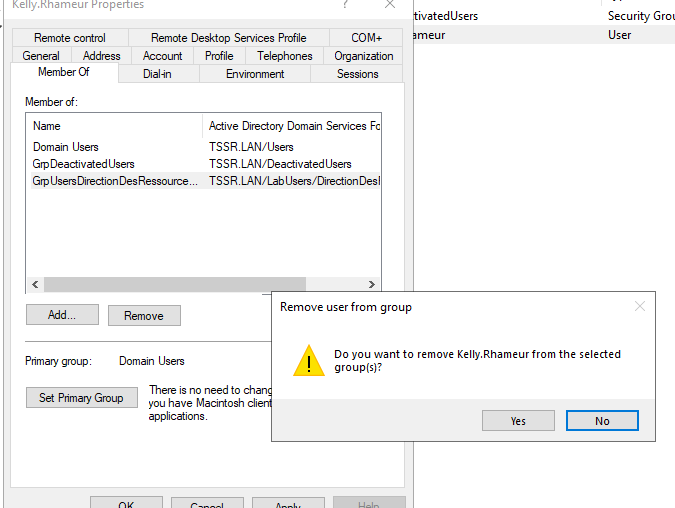 Kelly.Rhameur Properties
?
tivatedUsers
Security Grou
ameur
User
Remote control
Remote Desktop Services Profile
COM+
General
Address
Account
Profile
Telephones
Organization
Member Of
Dial-in
Environment
Sessions
Member of:
Name
Active Directory Domain Services Fo
Domain Users
TSSR.LAN/Users
GrpDeactivatedUsers
TSSR.LAN/DeactivatedUsers
GrpUsersDirectionDesRessource...
TSSR.LAN/LabUsers/DirectionDesI
Add...
Remove
Remove user from group
Do you want to remove Kelly.Rhameur from the selected
group(s)?
Yes
No
Primary group:
Domain Users
Set Primary Group
There is no need to chang
you have Macintosh client
applications.
OK
Cancel
Apply
Help